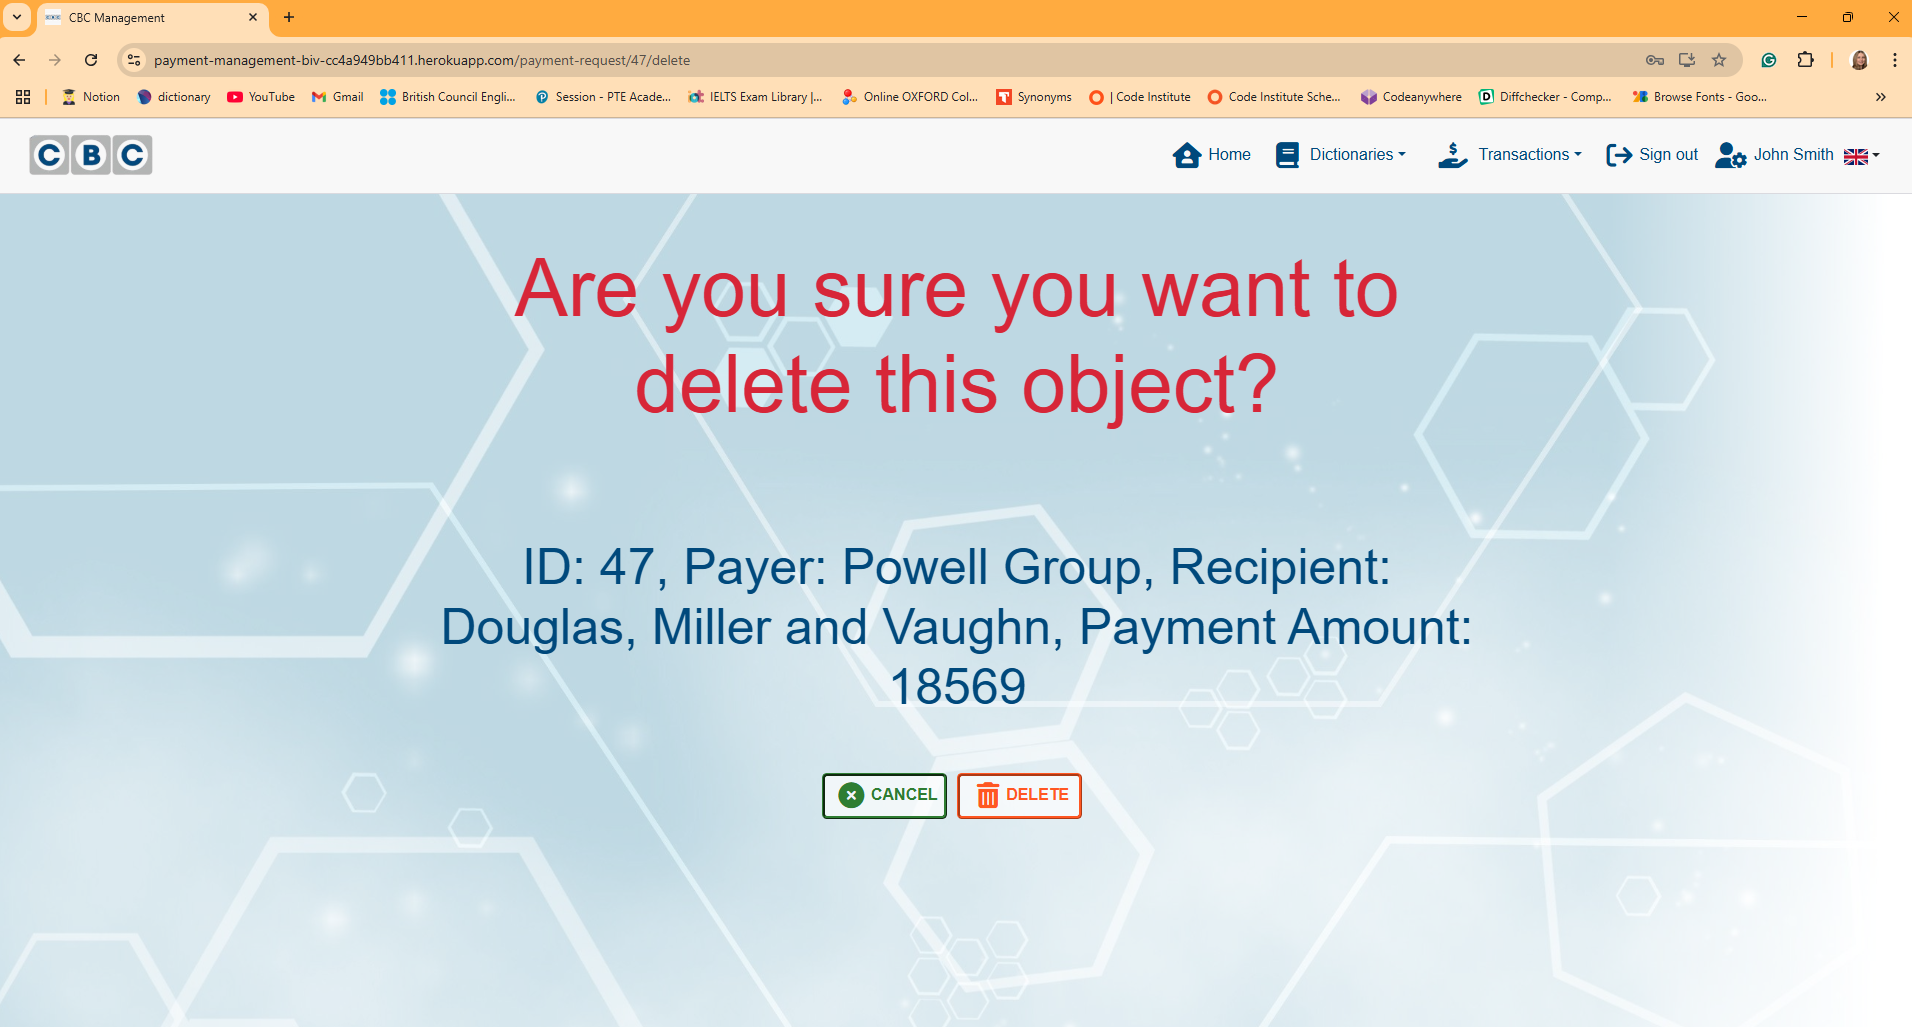 CBC Management
payment-management-biv-cc4a949bb411.herokuapp.com/payment-request/47/delete
Notion dictionary YouTube Gmail British Council Engli... Session - PTE Acade... IELTS Exam Library |... Online OXFORD Col... Synonyms | Code Institute Code Institute Sche... Codeanywhere Diffchecker - Comp... Browse Fonts - Goo...
CBC Home Dictionaries Transactions Sign out John Smith
Are you sure you want to
delete this object?
ID: 47, Payer: Powell Group, Recipient:
Douglas, Miller and Vaughn, Payment Amount:
18569
CANCEL DELETE